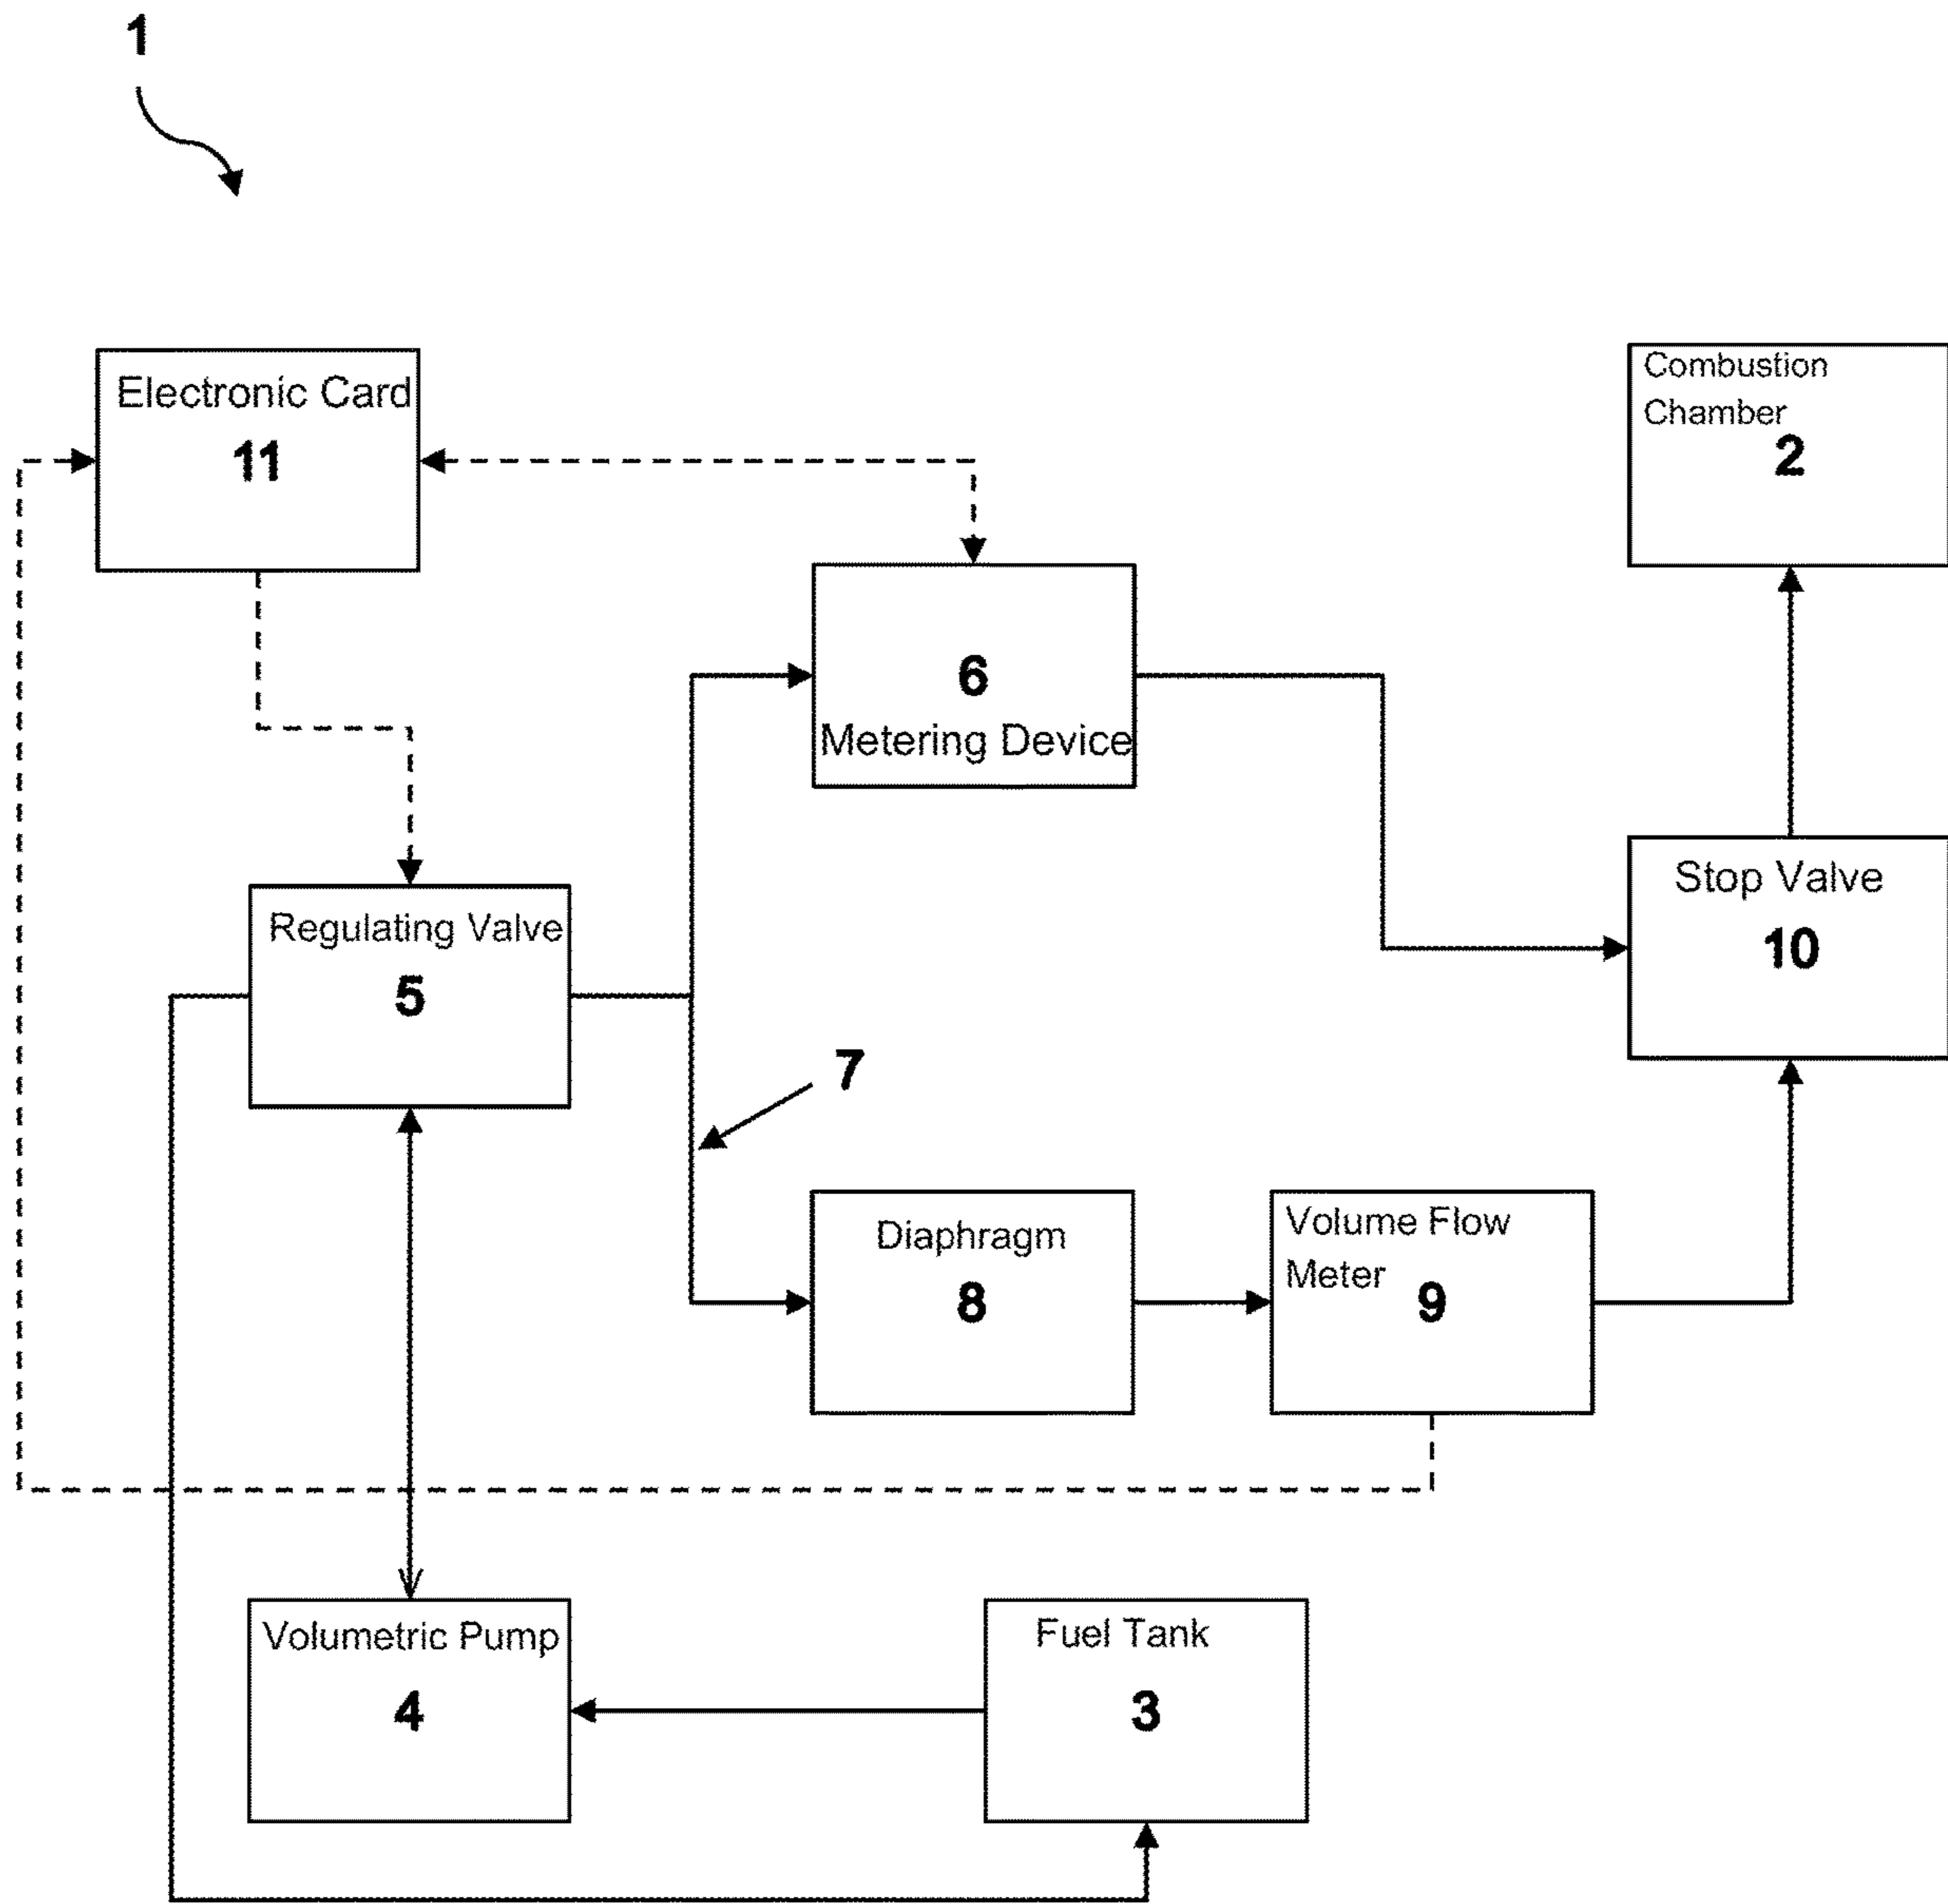 1
Electronic Card
11
Combustion
Chamber
2
6
Metering Device
Stop Valve
10
Regulating Valve
5
7
Diaphragm
8
Volume Flow
Meter
9
Volumetric Pump
4
Fuel Tank
3